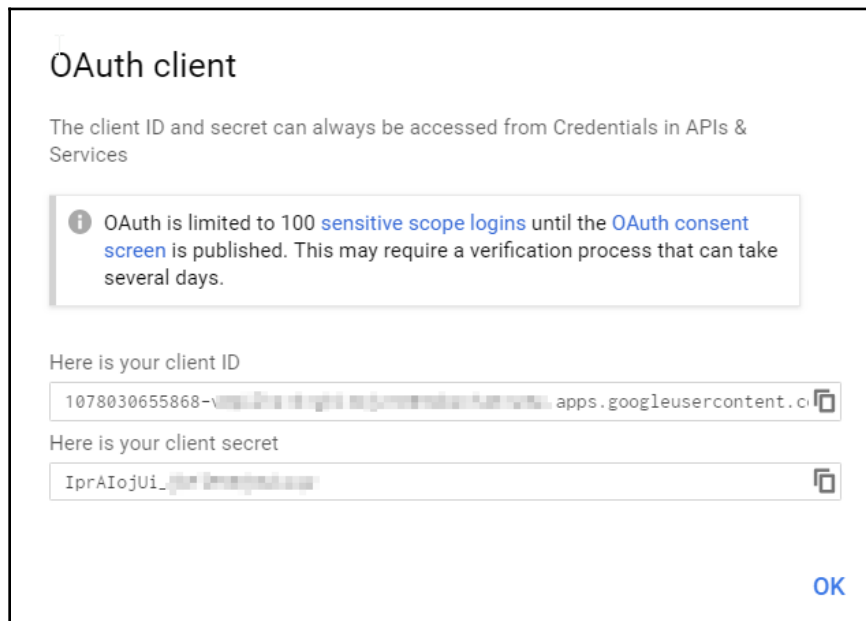 OAuth client
The client ID and secret can always be accessed from Credentials in APIs &
Services
OAuth is limited to 100 sensitive scope logins until the OAuth consent
screen is published. This may require a verification process that can take
several days.
Here is your client ID
1078030655868- .apps.googleusercontent.c
Here is your client secret
IprAIojUi_
OK